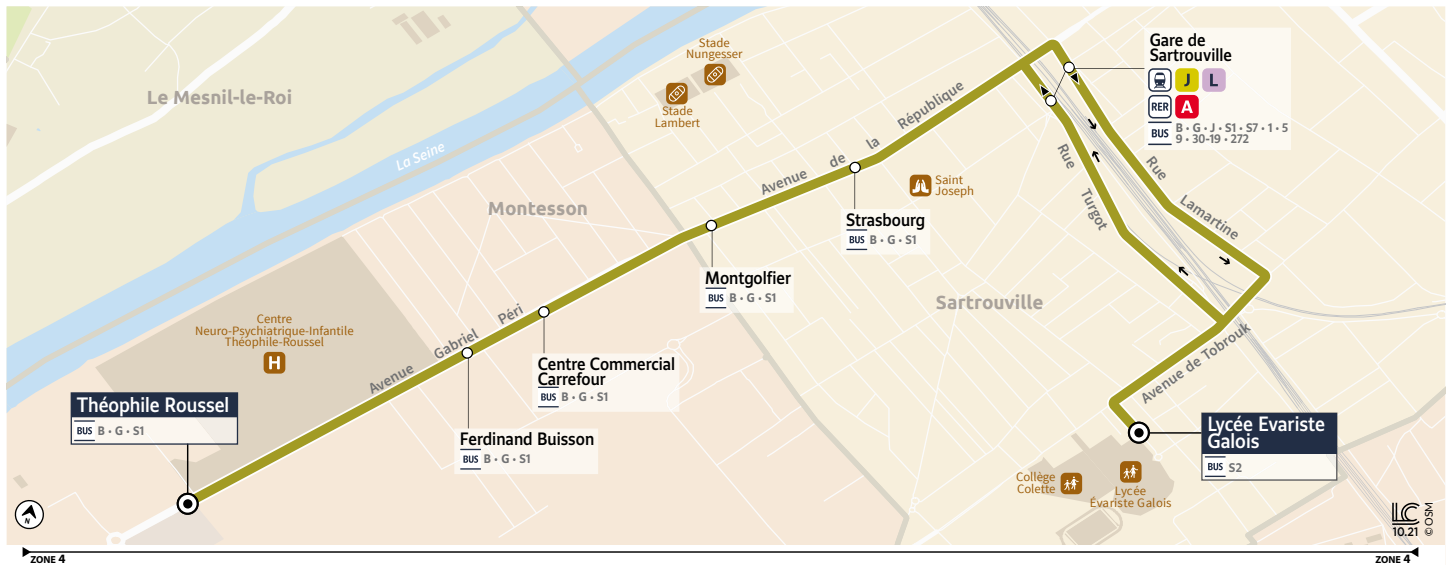 Le Mesnil-le-Roi
La Seine
Stade
Nungesser
Stade
Lambert
Montesson
Gare de
Sartrouville
J L
RER A
BUS B • G • J • S1 • S7 • 1 • 5
9 • 30-19 • 272
Avenue de la République
Saint
Joseph
Rue Turgot
Rue Lamartine
Strasbourg
BUS B • G • S1
Montgolfier
BUS B • G • S1
Sartrouville
Centre
Neuro-Psychiatrique-Infantile
Théophile-Roussel
H
Avenue Gabriel Péri
Centre Commercial
Carrefour
BUS B • G • S1
Avenue de Tobrouk
Théophile Roussel
BUS B • G • S1
Ferdinand Buisson
BUS B • G • S1
Lycée Evariste
Galois
BUS S2
Collège
Colette
Lycée
Évariste Galois
N
LC
10.21
© OSM
ZONE 4
ZONE 4